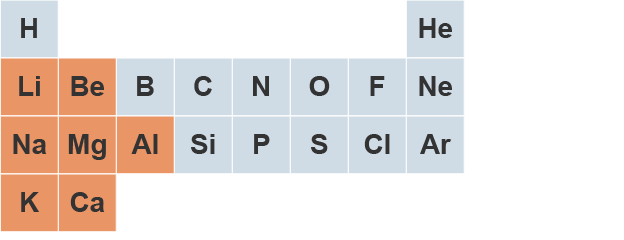 H He
Li Be B C N O F Ne
Na Mg Al Si P S Cl Ar
K Ca